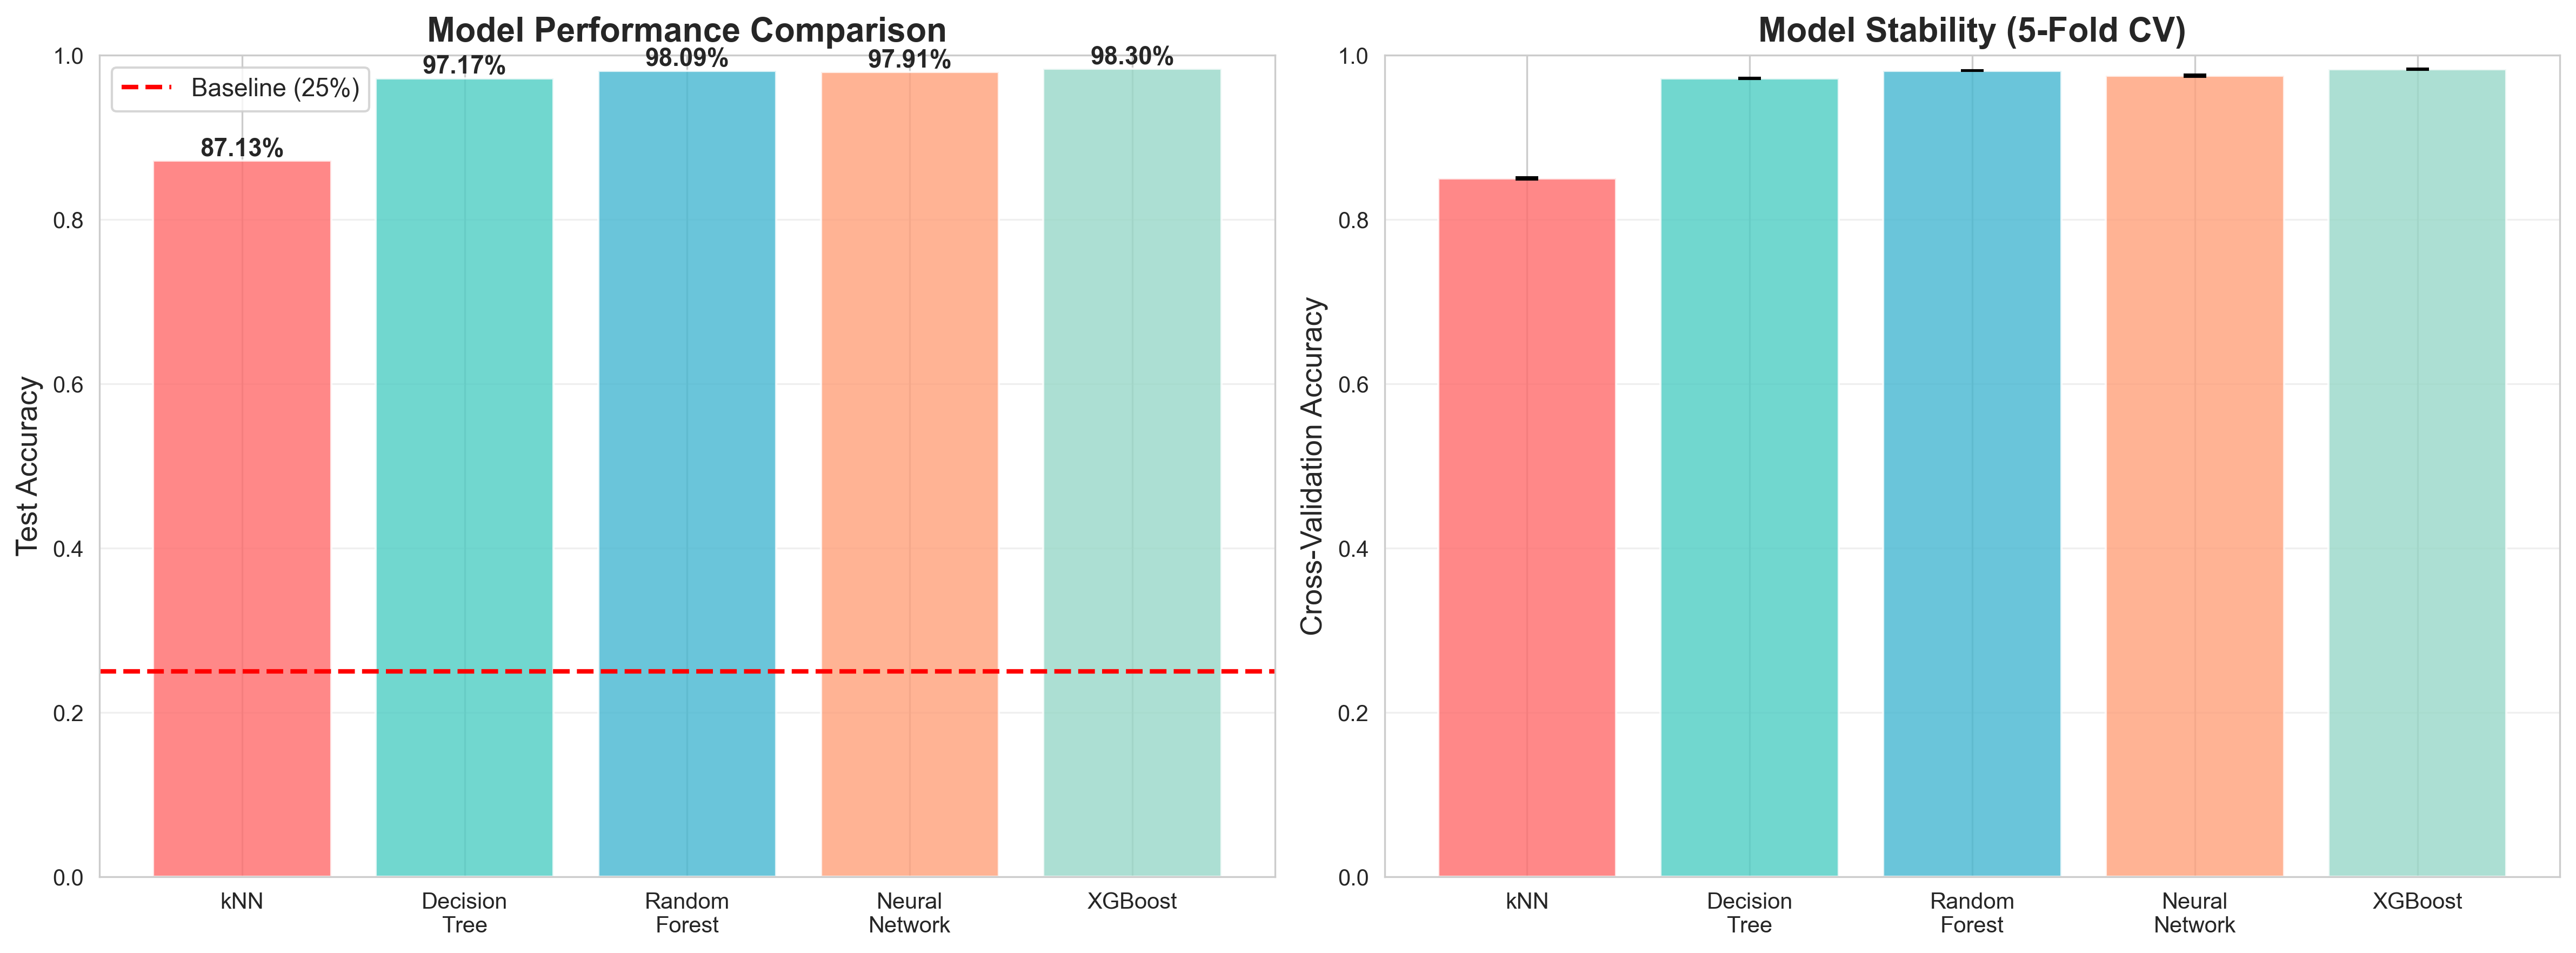 Model Performance Comparison
Test Accuracy
1.0
0.8
0.6
0.4
0.2
0.0
Baseline (25%)
87.13%
97.17%
98.09%
97.91%
98.30%
kNN
Decision
Tree
Random
Forest
Neural
Network
XGBoost
Model Stability (5-Fold CV)
Cross-Validation Accuracy
1.0
0.8
0.6
0.4
0.2
0.0
kNN
Decision
Tree
Random
Forest
Neural
Network
XGBoost